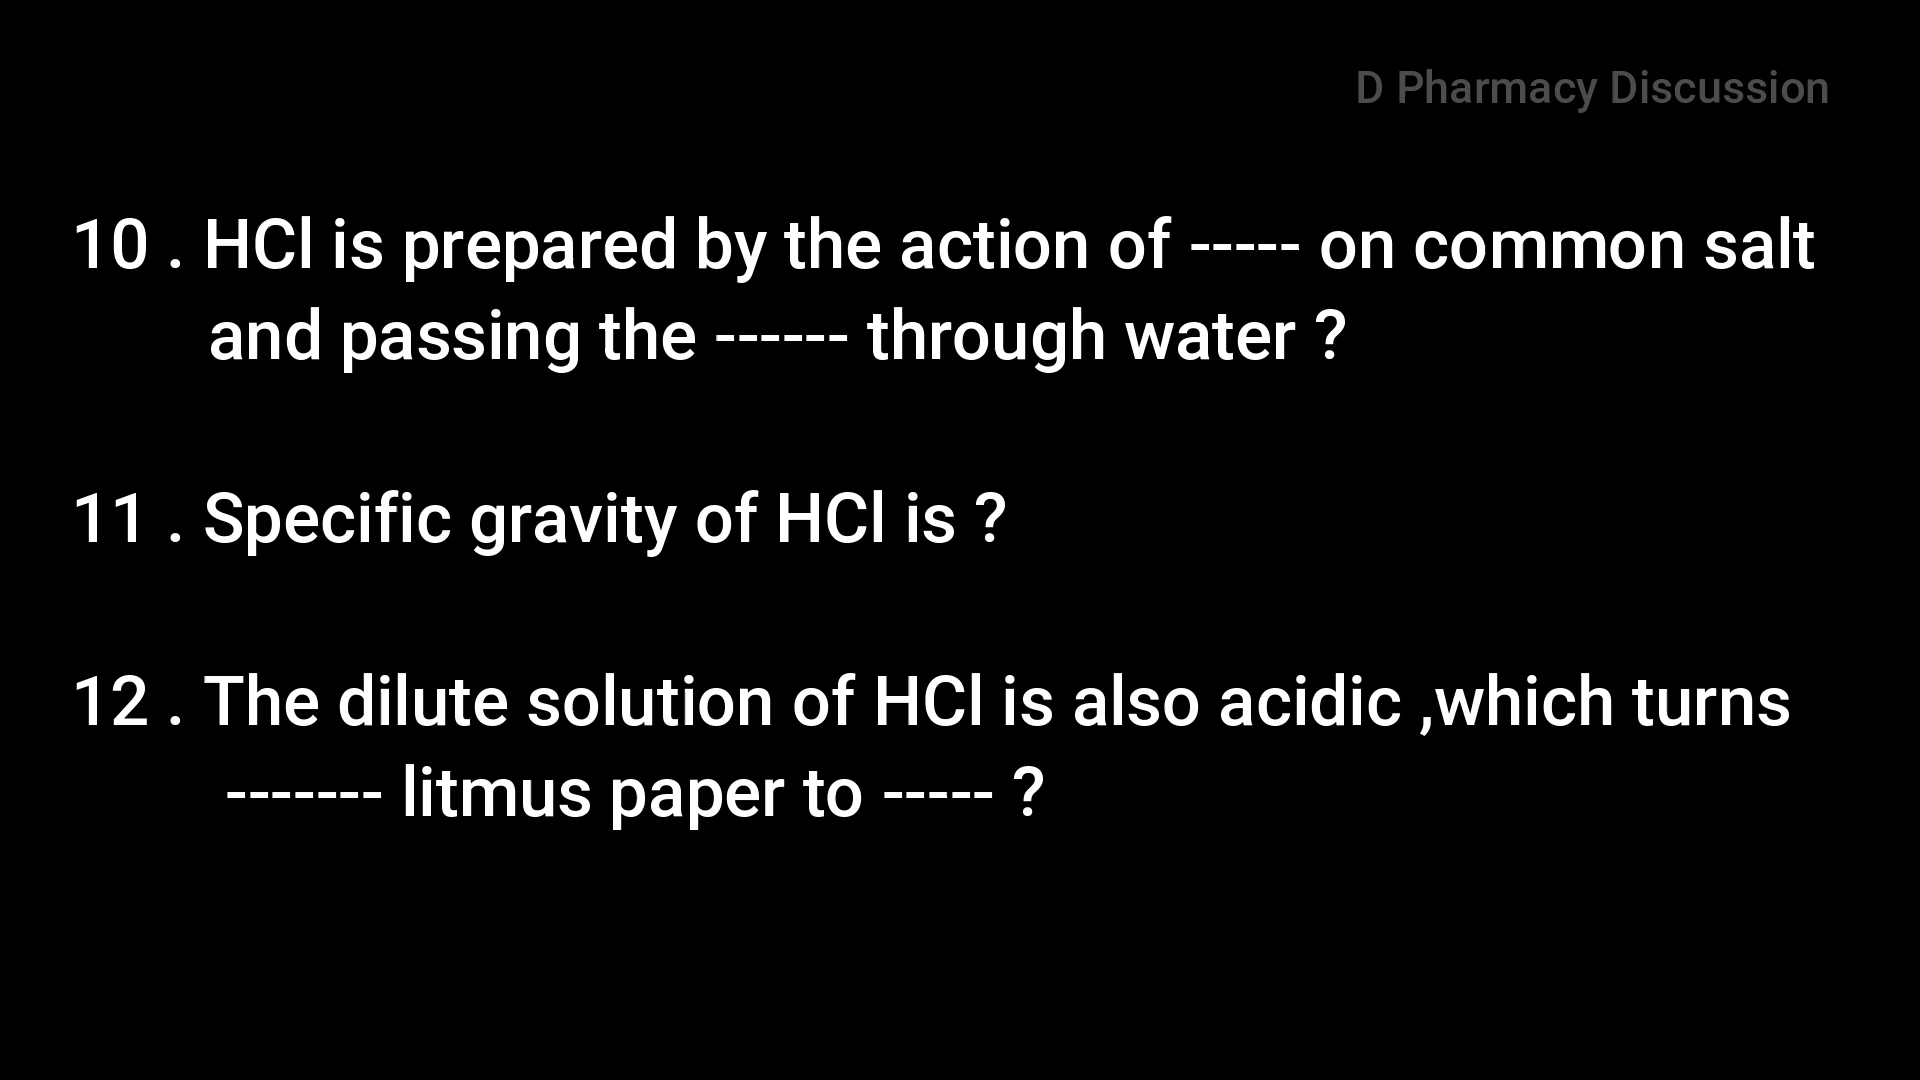 D Pharmacy Discussion
10 . HCl is prepared by the action of ----- on common salt
and passing the ------ through water ?
11 . Specific gravity of HCl is ?
12 . The dilute solution of HCl is also acidic ,which turns
------- litmus paper to ----- ?